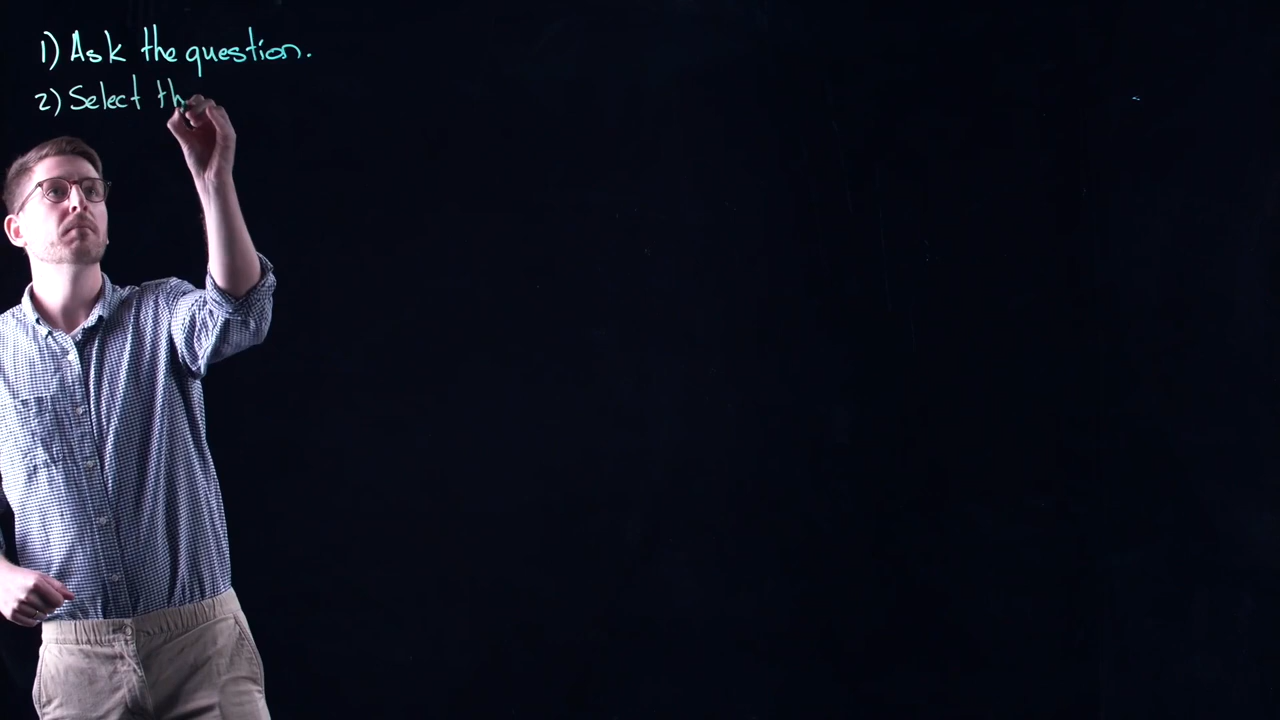 1) Ask the question.
2) Select th